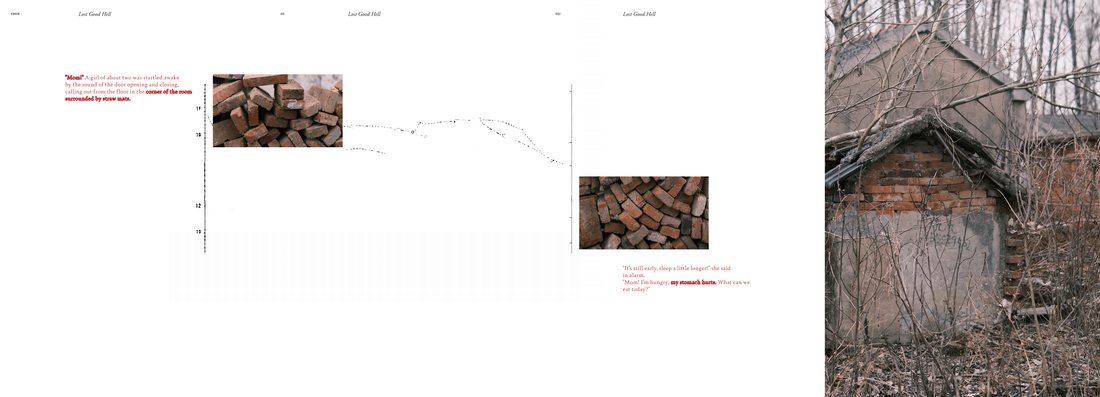 Lost Good Hell
Lost Good Hell
Lost Good Hell
"Mom!" A girl of about two was startled awake
by the sound of the door opening and closing,
calling out from the floor in the corner of the room
surrounded by straw mats.
"It's still early, sleep a little longer!" she said
in alarm.
"Mom! I'm hungry, my stomach hurts. What can we
eat today?"